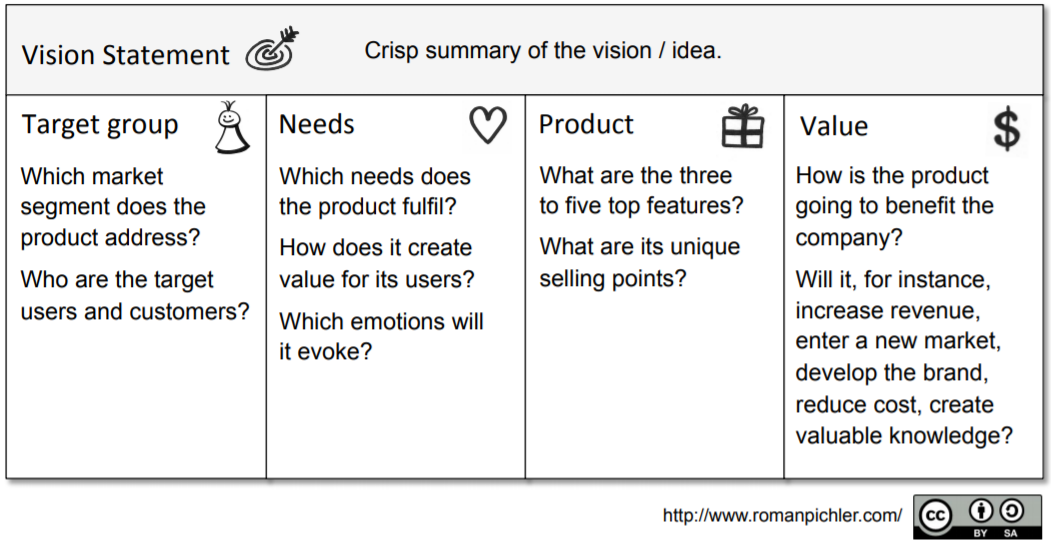 Vision Statement
Crisp summary of the vision / idea.
Target group
Which market
segment does the
product address?
Who are the target
users and customers?
Needs
Which needs does
the product fulfil?
How does it create
value for its users?
Which emotions will
it evoke?
Product
What are the three
to five top features?
What are its unique
selling points?
Value
$
How is the product
going to benefit the
company?
Will it, for instance,
increase revenue,
enter a new market,
develop the brand,
reduce cost, create
valuable knowledge?
http://www.romanpichler.com/
cc
BY SA